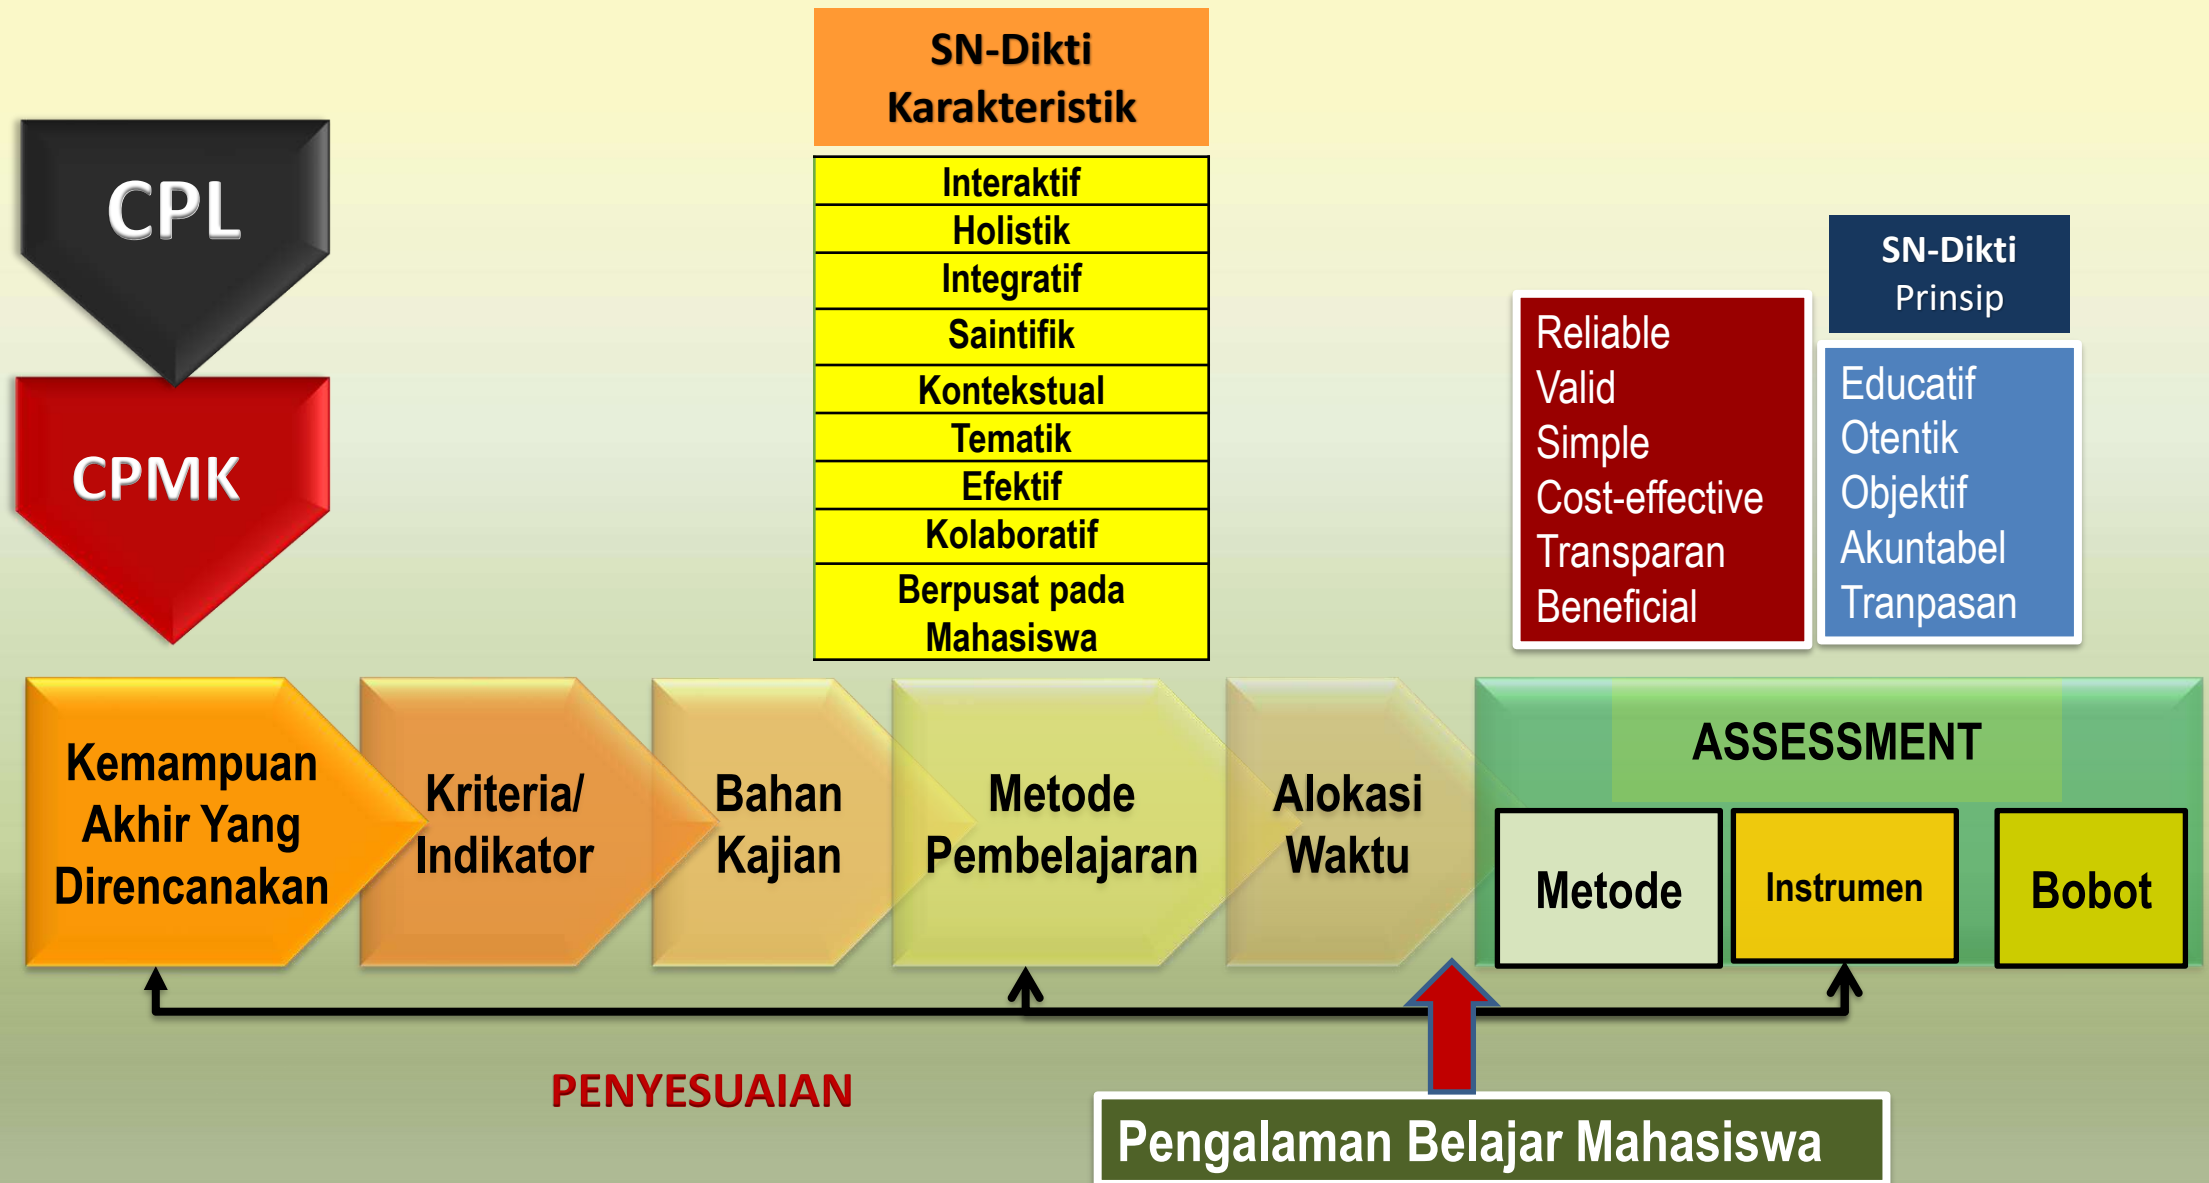 SN-Dikti
Karakteristik
CPL
CPMK
Interaktif
Holistik
Integratif
Saintifik
Kontekstual
Tematik
Efektif
Kolaboratif
Berpusat pada
Mahasiswa
Reliable
Valid
Simple
Cost-effective
Transparan
Beneficial
SN-Dikti
Prinsip
Educatif
Otentik
Objektif
Akuntabel
Tranpasan
Kemampuan
Akhir Yang
Direncanakan
Kriteria/
Indikator
Bahan
Kajian
Metode
Pembelajaran
Alokasi
Waktu
ASSESSMENT
Metode
Instrumen
Bobot
PENYESUAIAN
Pengalaman Belajar Mahasiswa